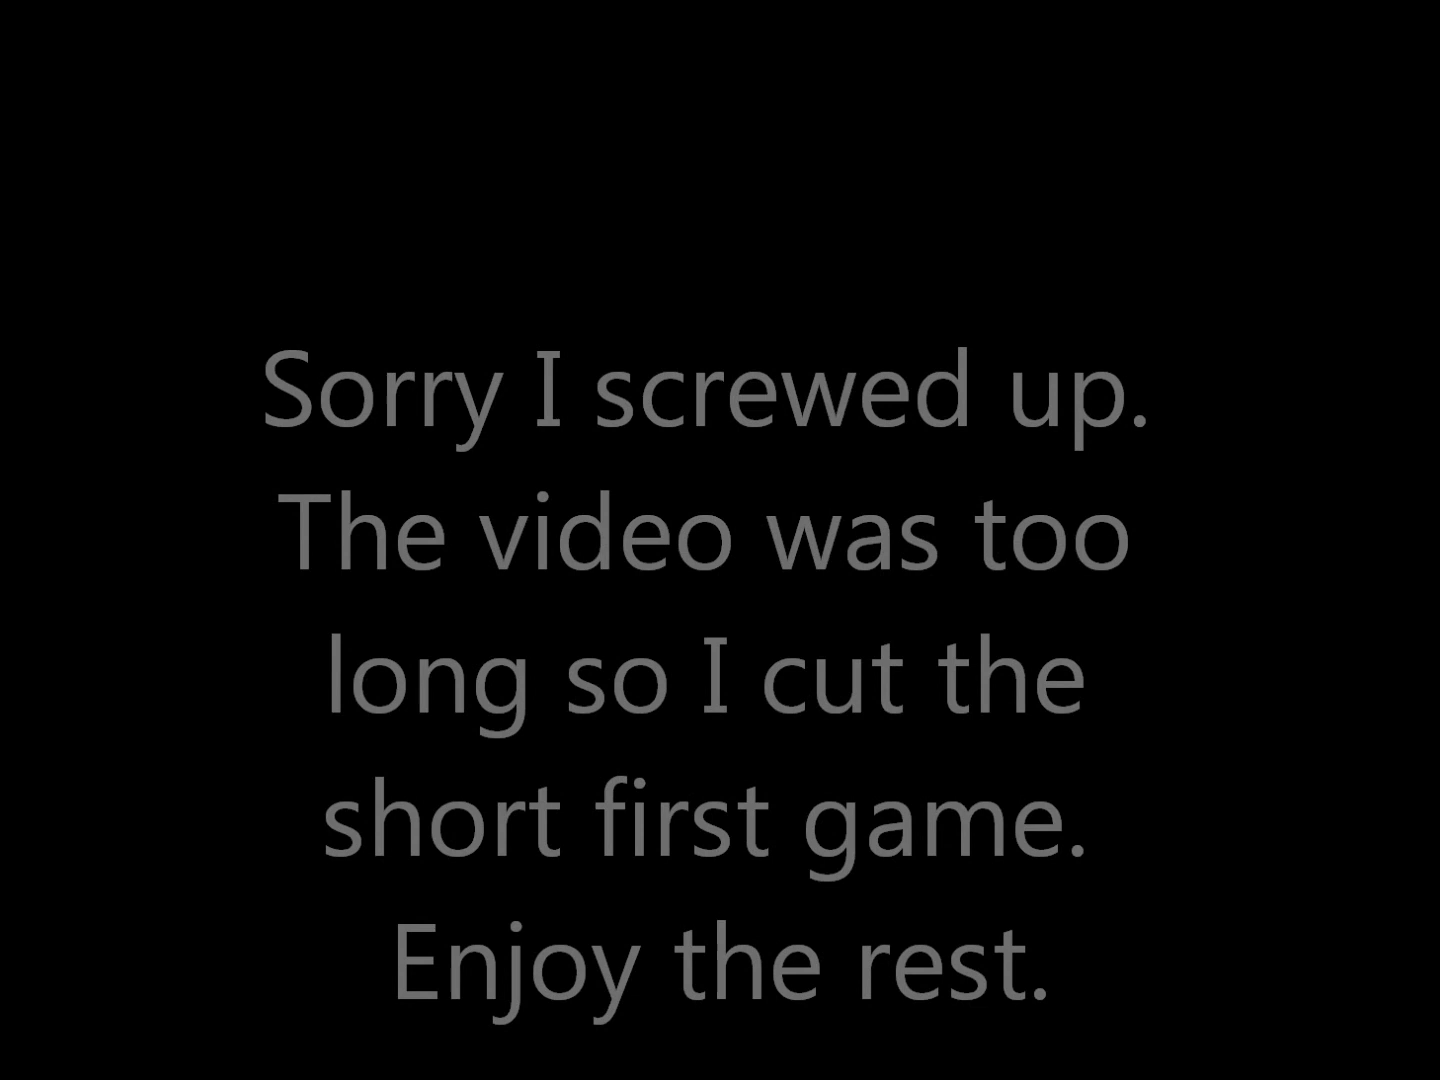 Sorry I screwed up.
The video was too
long so I cut the
short first game.
Enjoy the rest.